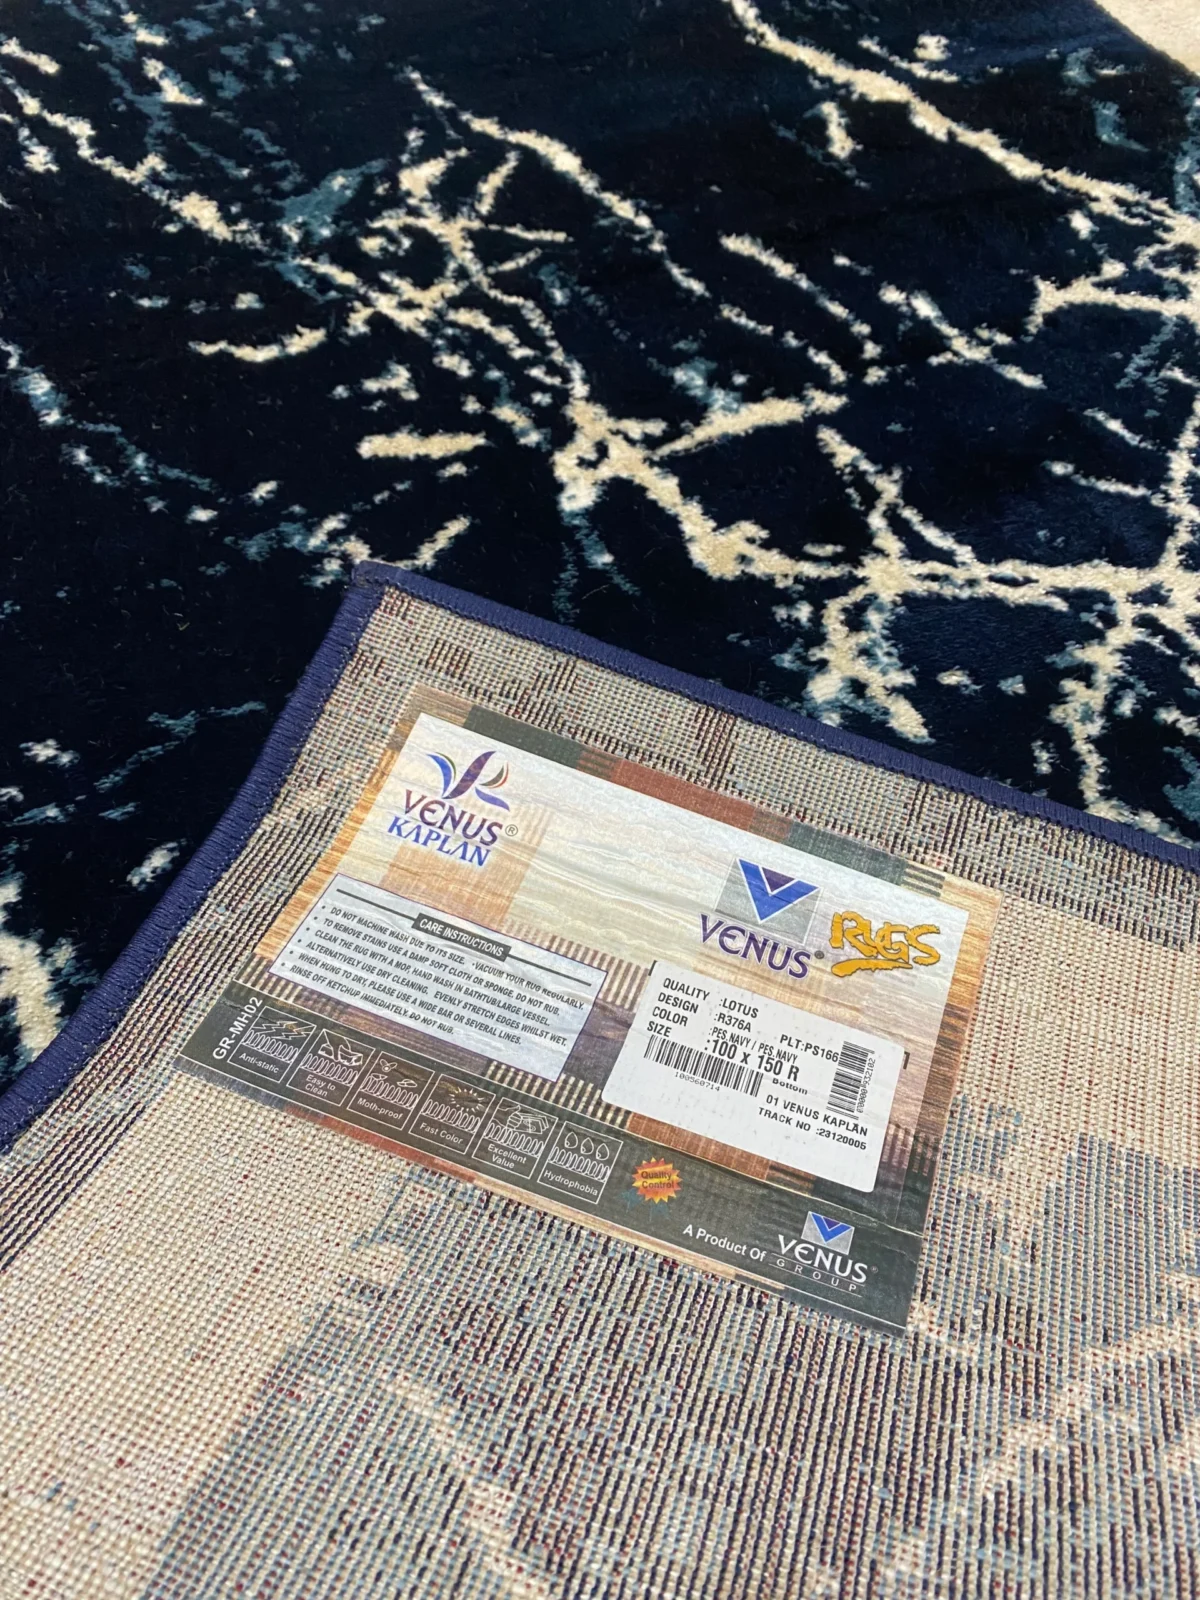 VENUS®
KAPLAN
VENUS®
RUGS
CARE INSTRUCTIONS
• DO NOT MACHINE WASH DUE TO ITS SIZE. •VACUUM YOUR RUG REGULARLY.
• TO REMOVE STAINS USE A DAMP SOFT CLOTH OR SPONGE. DO NOT RUB.
• CLEAN THE RUG WITH A MOP, HAND WASH IN BATHTUB/LARGE VESSEL.
• ALTERNATIVELY USE DRY CLEANING. EVENLY STRETCH EDGES WHILST WET.
• WHEN HUNG TO DRY, PLEASE USE A WIDE BAR OR SEVERAL LINES.
• RINSE OFF KETCHUP IMMEDIATELY. DO NOT RUB.
QUALITY :LOTUS
DESIGN :R376A PLT:PS166
COLOR :PES.NAVY / PES.NAVY
SIZE :100 X 150 R
Bottom
100560714
01 VENUS KAPLAN
TRACK NO :23120005
GR-MH02
Anti-static
Easy to
Clean
Moth-proof
Fast Color
Excellent
Value
Hydrophobia
Quality
Control
A Product Of
VENUS®
GROUP